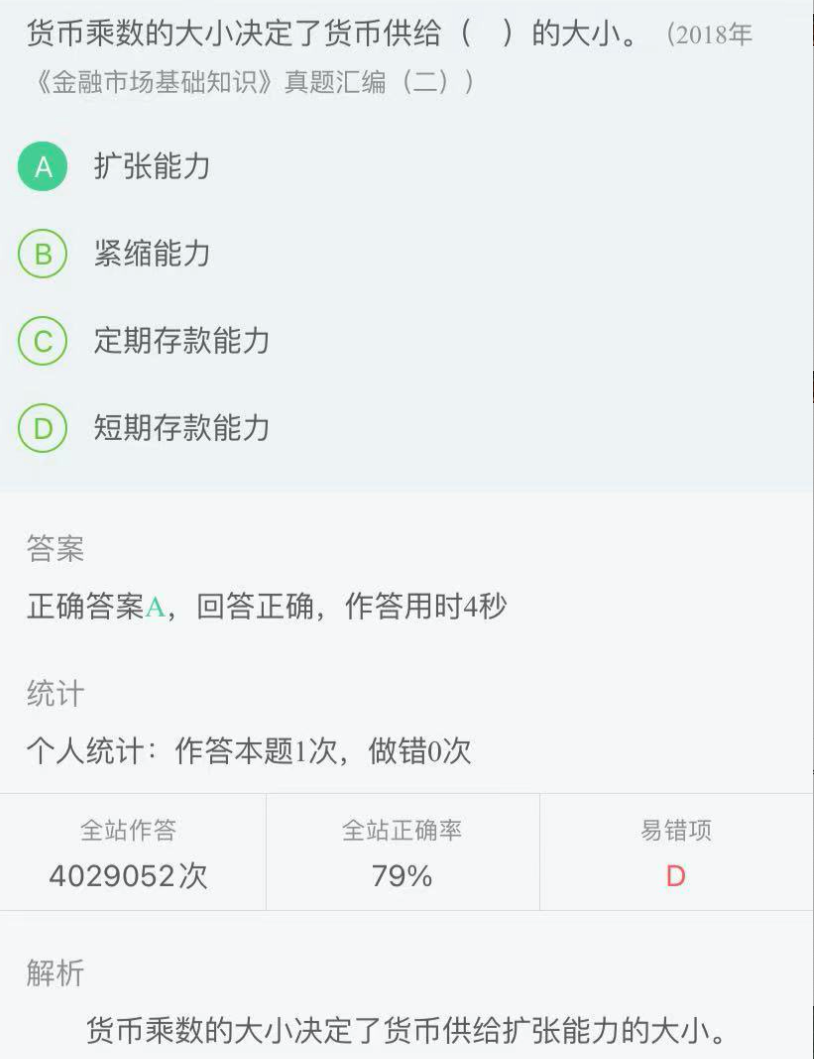 货币乘数的大小决定了货币供给（ ）的大小。（2018年
《金融市场基础知识》真题汇编（二））
A 扩张能力
B 紧缩能力
C 定期存款能力
D 短期存款能力
答案
正确答案A，回答正确，作答用时4秒
统计
个人统计：作答本题1次，做错0次
全站作答 全站正确率 易错项
4029052次 79% D
解析
货币乘数的大小决定了货币供给扩张能力的大小。